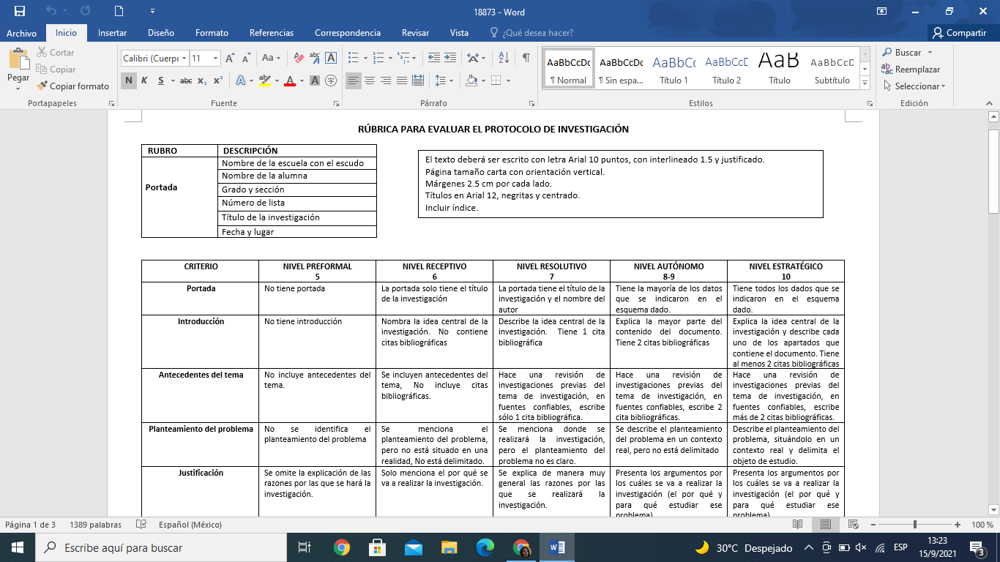 18873 - Word
Archivo Inicio Insertar Diseño Formato Referencias Correspondencia Revisar Vista ¿Qué desea hacer? Compartir
Pegar
Cortar
Copiar
Copiar formato
Portapapeles
Calibri (Cuerpo 11
N K S abc x₂ x²
Fuente
Párrafo
AaBbCcDc AaBbCcDc AaBbC AaBbCcD AaB AaBbCcD
¶ Normal ¶ Sin espa... Título 1 Título 2 Título Subtítulo
Estilos
Buscar
Reemplazar
Seleccionar
Edición
RÚBRICA PARA EVALUAR EL PROTOCOLO DE INVESTIGACIÓN
RUBRO DESCRIPCIÓN
Portada
Nombre de la escuela con el escudo
Nombre de la alumna
Grado y sección
Número de lista
Título de la investigación
Fecha y lugar
El texto deberá ser escrito con letra Arial 10 puntos, con interlineado 1.5 y justificado.
Página tamaño carta con orientación vertical.
Márgenes 2.5 cm por cada lado.
Títulos en Arial 12, negritas y centrado.
Incluir índice.
CRITERIO
NIVEL PREFORMAL
5
NIVEL RECEPTIVO
6
NIVEL RESOLUTIVO
7
NIVEL AUTÓNOMO
8-9
NIVEL ESTRATÉGICO
10
Portada
No tiene portada
La portada solo tiene el título
de la investigación
La portada tiene el título de la
investigación y el nombre del
autor
Tiene la mayoría de los datos
que se indicaron en el
esquema dado.
Tiene todos los dados que se
indicaron en el esquema
dado.
Introducción
No tiene introducción
Nombra la idea central de la
investigación. No contiene
citas bibliográficas
Describe la idea central de la
investigación. Tiene 1 cita
bibliográfica
Explica la mayor parte del
contenido del documento.
Tiene 2 citas bibliográficas
Explica la idea central de la
investigación y describe cada
uno de los apartados que
contiene el documento. Tiene
al menos 2 citas bibliográficas
Antecedentes del tema
No incluye antecedentes del
tema.
Se incluyen antecedentes del
tema, No incluye citas
bibliográficas.
Hace una revisión de
investigaciones previas del
tema de investigación, en
fuentes confiables, escribe
sólo 1 cita bibliográfica.
Hace una revisión de
investigaciones previas del
tema de investigación, en
fuentes confiables, escribe 2
cita bibliográficas.
Hace una revisión de
investigaciones previas del
tema de investigación, en
fuentes confiables, escribe
más de 2 citas bibliográficas.
Planteamiento del problema
No se identifica el
planteamiento del problema
Se menciona el
planteamiento del problema,
pero no está situado en una
realidad, No está delimitado.
Se menciona donde se
realizará la investigación,
pero el planteamiento del
problema no es claro.
Se describe el planteamiento
del problema en un contexto
real, pero no está delimitado
Describe el planteamiento del
problema, situándolo en un
contexto real y delimita el
objeto de estudio.
Justificación
Se omite la explicación de las
razones por las que se hará la
investigación.
Solo menciona el por qué se
va a realizar la investigación.
Se explica de manera muy
general las razones por las
que se realizará la
investigación.
Presenta los argumentos por
los cuáles se va a realizar la
investigación (el por qué y
para qué estudiar ese
problema)
Presenta los argumentos por
los cuáles se va a realizar la
investigación (el por qué y
para qué estudiar ese
problema)
Página 1 de 3 1389 palabras Español (México) 100 %
Escribe aquí para buscar
30°C Despejado
ESP
13:23
15/9/2021
3